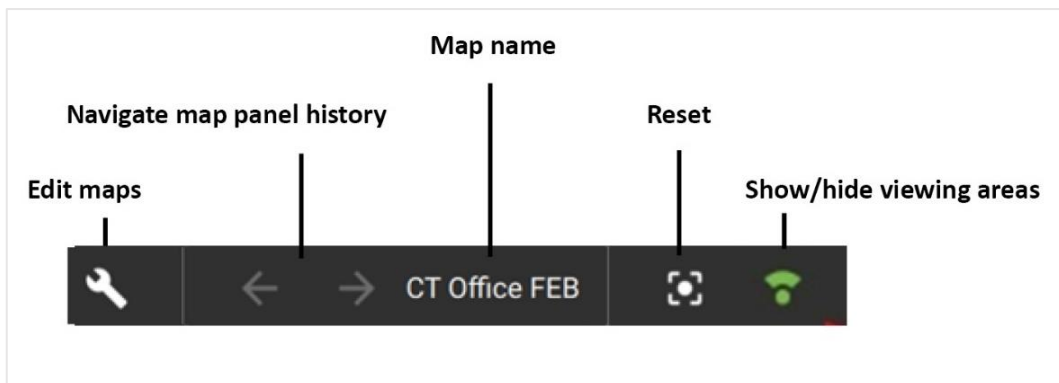 Map name
Navigate map panel history
Reset
Edit maps
Show/hide viewing areas
CT Office FEB